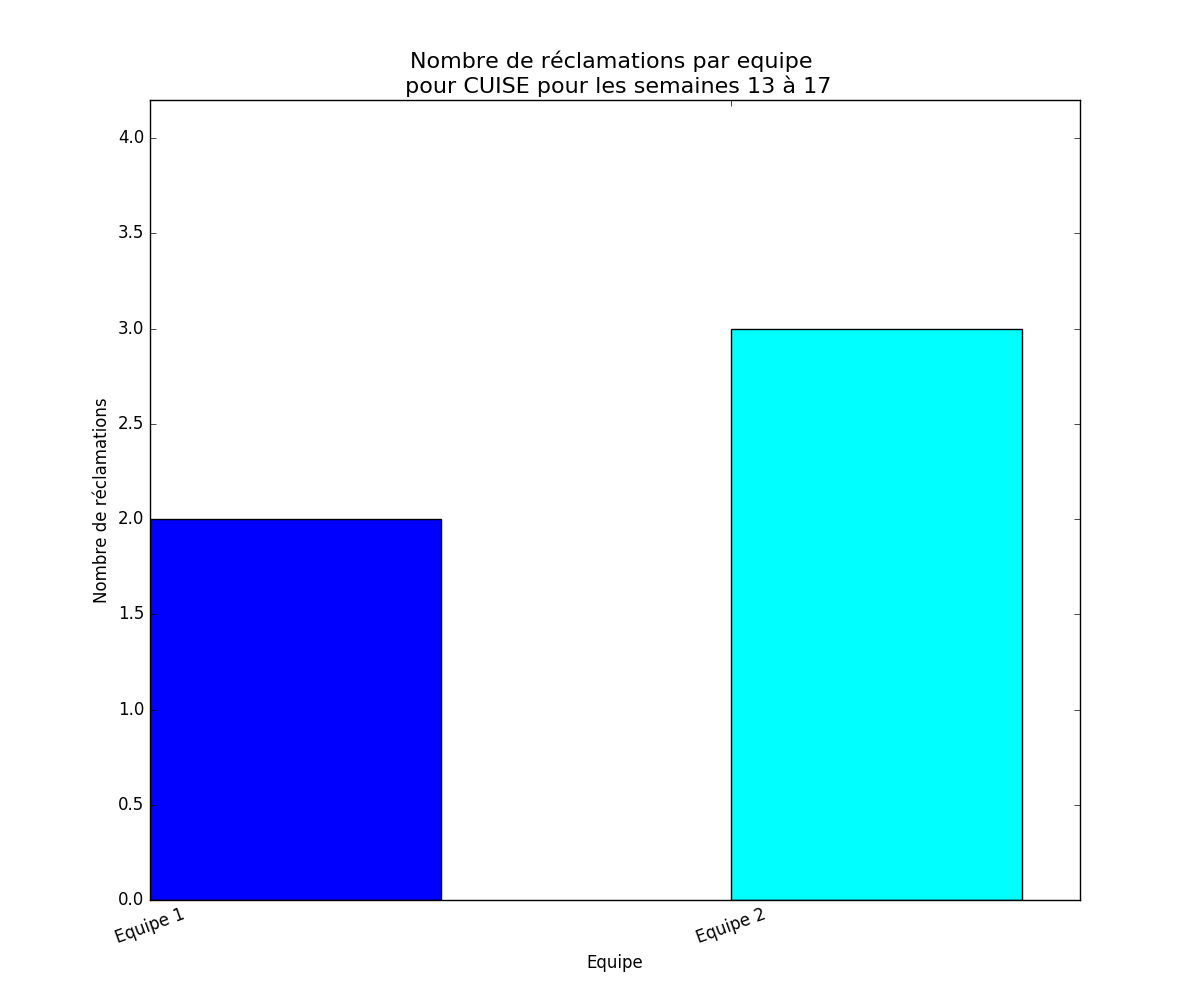 Nombre de réclamations par equipe
pour CUISE pour les semaines 13 à 17
4.0
3.5
3.0
2.5
2.0
1.5
1.0
0.5
0.0
Nombre de réclamations
Equipe 1
Equipe 2
Equipe